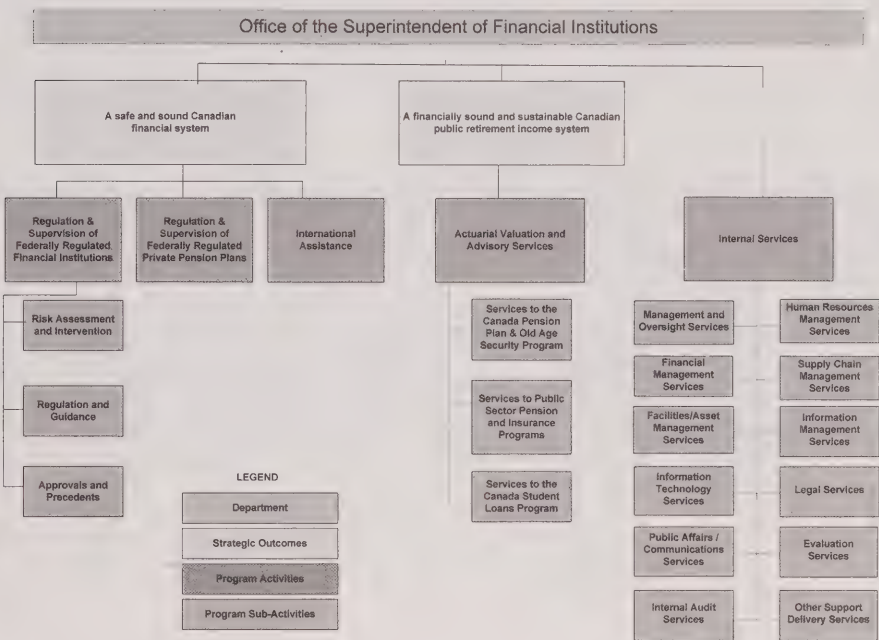 Office of the Superintendent of Financial Institutions
A safe and sound Canadian
financial system
A financially sound and sustainable Canadian
public retirement income system
Regulation &
Supervision of
Federally Regulated
Financial Institutions
Regulation &
Supervision of
Federally Regulated
Private Pension Plans
International
Assistance
Actuarial Valuation and
Advisory Services
Internal Services
Risk Assessment
and Intervention
Regulation and
Guidance
Approvals and
Precedents
Services to the
Canada Pension
Plan & Old Age
Security Program
Services to Public
Sector Pension
and Insurance
Programs
Services to the
Canada Student
Loans Program
Management and
Oversight Services
Human Resources
Management
Services
Financial
Management
Services
Supply Chain
Management
Services
Facilities/Asset
Management
Services
Information
Management
Services
Information
Technology
Services
Legal Services
Public Affairs /
Communications
Services
Evaluation
Services
Internal Audit
Services
Other Support
Delivery Services
LEGEND
Department
Strategic Outcomes
Program Activities
Program Sub-Activities